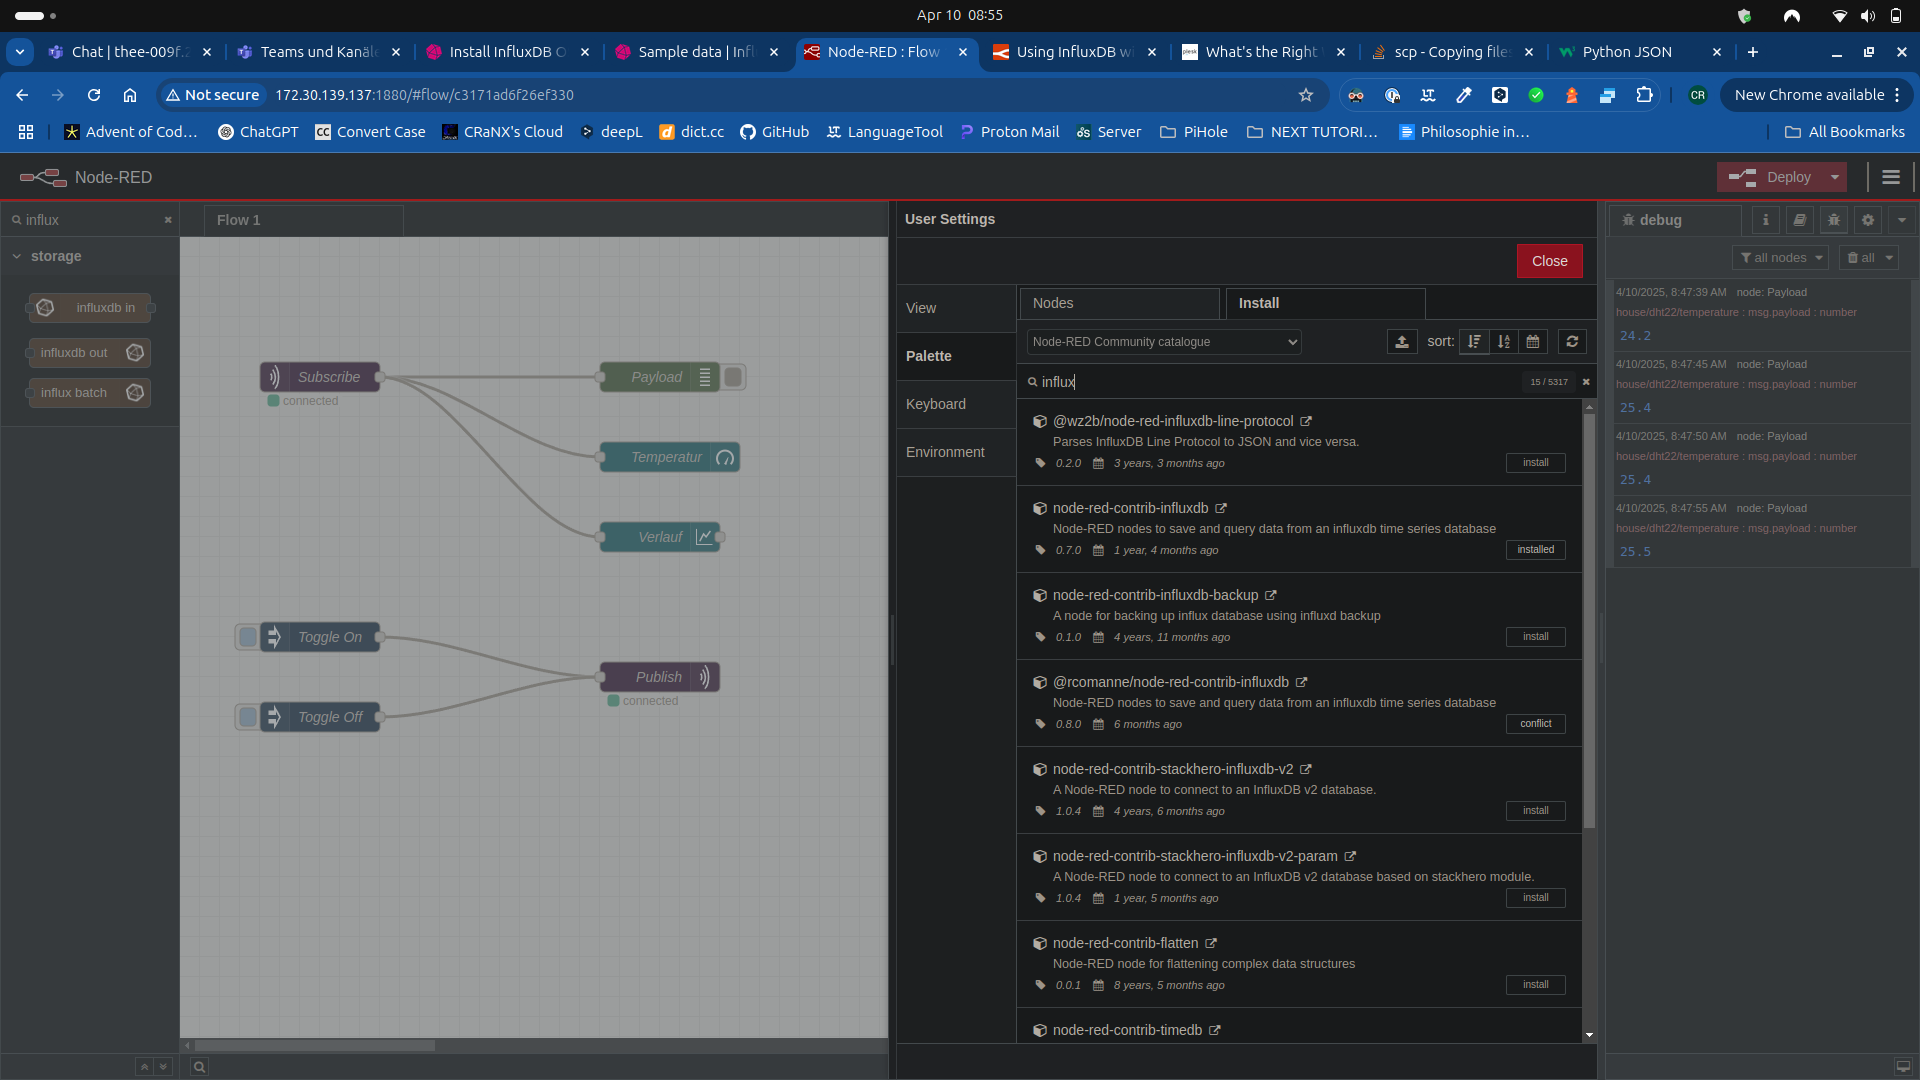 Apr 10 08:55
Chat | thee-009f.2
Teams und Kanäle
Install InfluxDB O
Sample data | Infl
Node-RED : Flow
Using InfluxDB wi
What's the Right
scp - Copying files
Python JSON
Not secure
172.30.139.137:1880/#flow/c3171ad6f26ef330
CR
New Chrome available
Advent of Cod…
ChatGPT
CC Convert Case
CRaNX's Cloud
deepL
dict.cc
GitHub
LanguageTool
Proton Mail
Server
PiHole
NEXT TUTORI…
Philosophie in…
All Bookmarks
Node-RED
Deploy
influx
storage
influxdb in
influxdb out
influx batch
Flow 1
Subscribe
connected
Payload
Temperatur
Verlauf
Toggle On
Toggle Off
Publish
connected
User Settings
Close
View
Palette
Keyboard
Environment
Nodes
Install
Node-RED Community catalogue
sort:
influx
15 / 5317
@wz2b/node-red-influxdb-line-protocol
Parses InfluxDB Line Protocol to JSON and vice versa.
0.2.0 3 years, 3 months ago
install
node-red-contrib-influxdb
Node-RED nodes to save and query data from an influxdb time series database
0.7.0 1 year, 4 months ago
installed
node-red-contrib-influxdb-backup
A node for backing up influx database using influxd backup
0.1.0 4 years, 11 months ago
install
@rcomanne/node-red-contrib-influxdb
Node-RED nodes to save and query data from an influxdb time series database
0.8.0 6 months ago
conflict
node-red-contrib-stackhero-influxdb-v2
A Node-RED node to connect to an InfluxDB v2 database.
1.0.4 4 years, 6 months ago
install
node-red-contrib-stackhero-influxdb-v2-param
A Node-RED node to connect to an InfluxDB v2 database based on stackhero module.
1.0.4 1 year, 5 months ago
install
node-red-contrib-flatten
Node-RED node for flattening complex data structures
0.0.1 8 years, 5 months ago
install
node-red-contrib-timedb
debug
all nodes
all
4/10/2025, 8:47:39 AM node: Payload
house/dht22/temperature : msg.payload : number
24.2
4/10/2025, 8:47:45 AM node: Payload
house/dht22/temperature : msg.payload : number
25.4
4/10/2025, 8:47:50 AM node: Payload
house/dht22/temperature : msg.payload : number
25.4
4/10/2025, 8:47:55 AM node: Payload
house/dht22/temperature : msg.payload : number
25.5